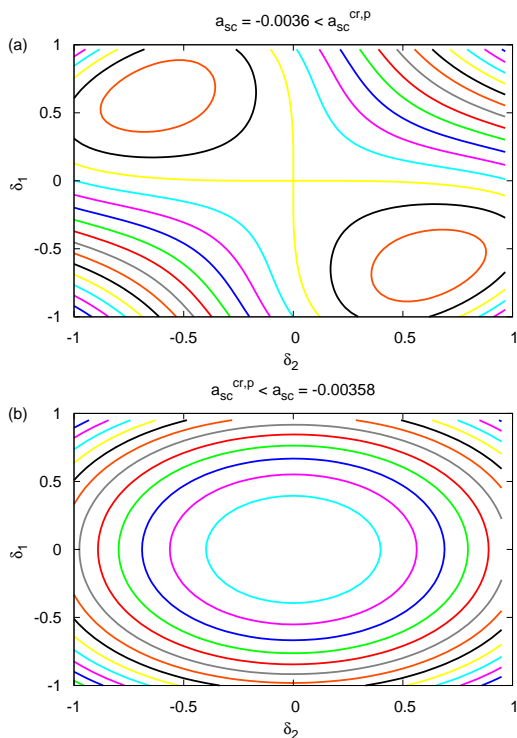 a_sc = -0.0036 < a_sc^cr,p
(a)
1
0.5
0
-0.5
-1
δ_1
-1 -0.5 0 0.5 1
δ_2
a_sc^cr,p < a_sc = -0.00358
(b)
1
0.5
0
-0.5
-1
δ_1
-1 -0.5 0 0.5 1
δ_2